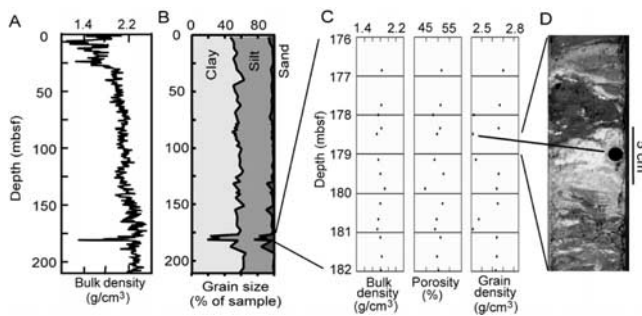 A
1.4 2.2
0
50
100
150
200
Depth (mbsf)
Bulk density
(g/cm³)
B
0 40 80
0
50
100
150
200
Clay
Silt
Sand
Grain size
(% of sample)
C
1.4 2.2
45 55
2.5 2.8
176
177
178
179
180
181
182
Depth (mbsf)
Bulk
density
(g/cm³)
Porosity
(%)
Grain
density
(g/cm³)
D
5 cm